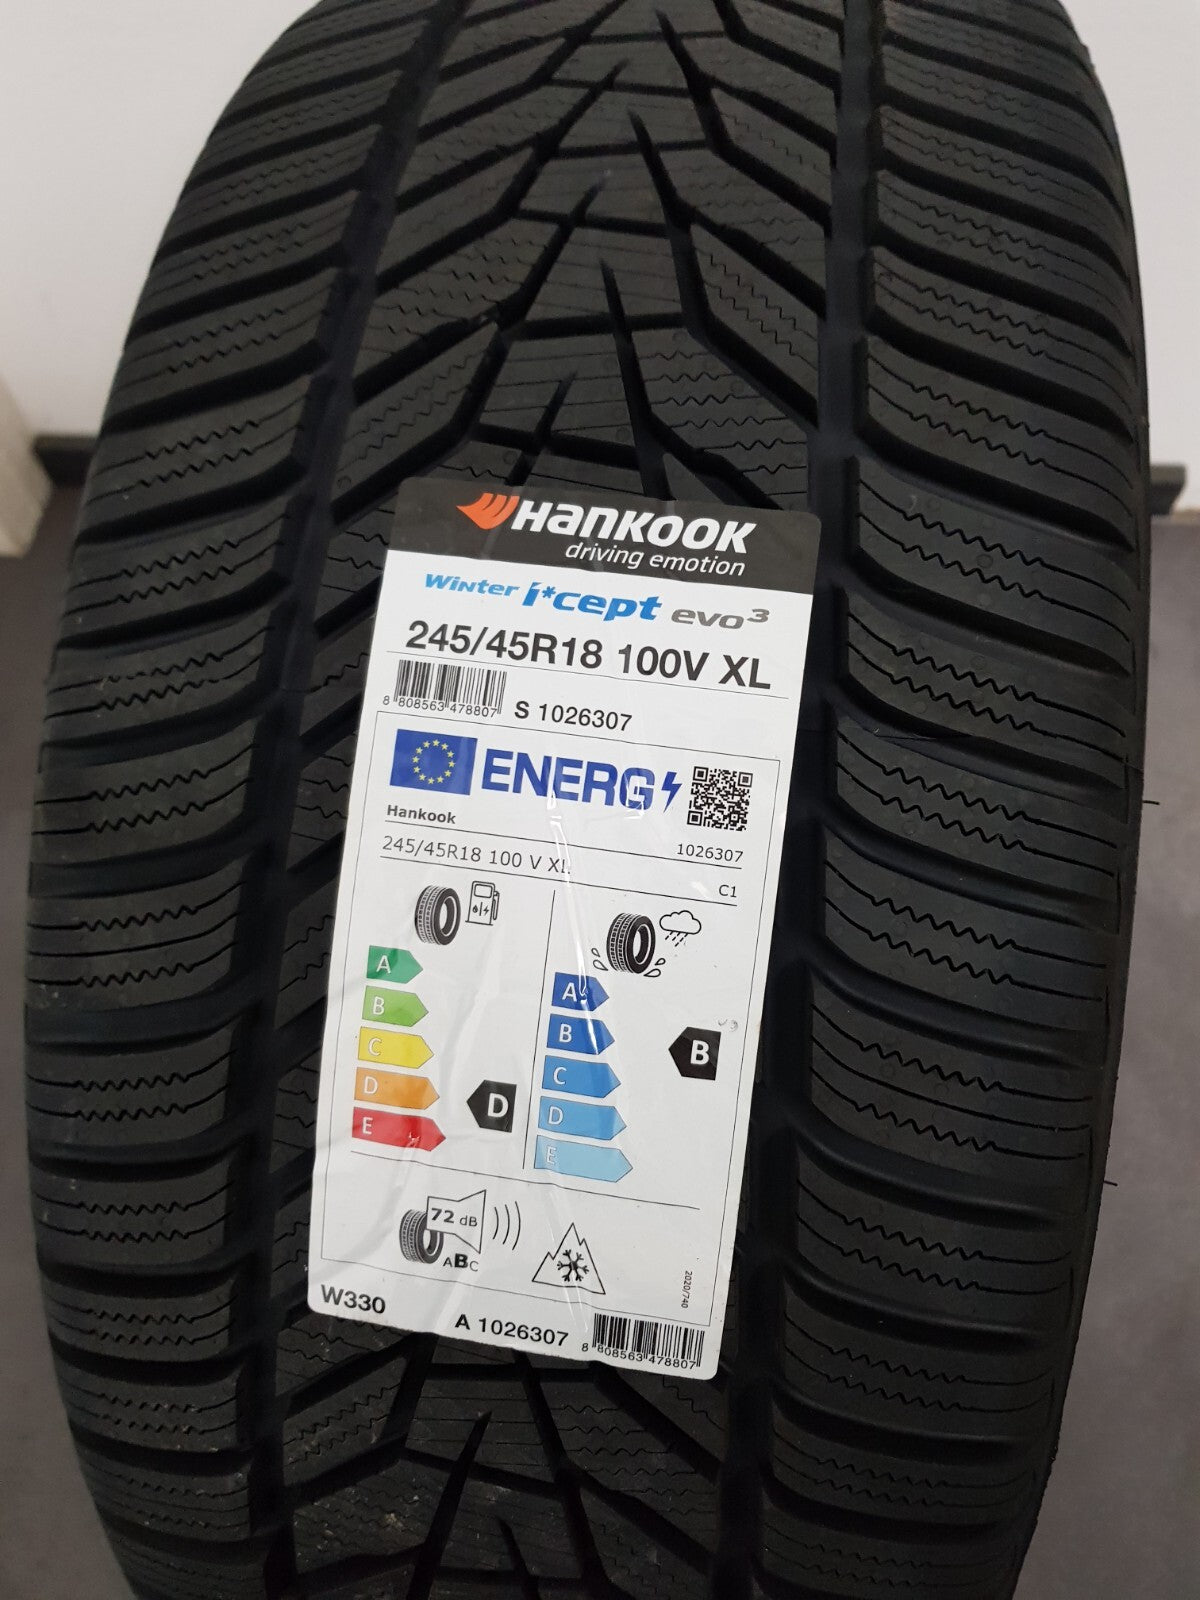 HANKOOK
driving emotion
Winter i*cept evo3
245/45R18 100V XL
8 808563 478807 S 1026307
ENERG
Hankook
1026307
245/45R18 100 V XL
C1
A
B
C
D
E
D
A
B
C
D
E
B
72 dB
ABC
2020/740
W330
A 1026307
8 808563 478807